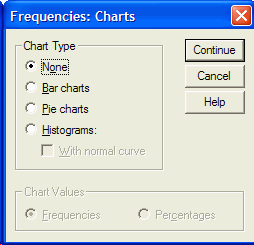 Frequencies: Charts
Chart Type
None
Bar charts
Pie charts
Histograms:
With normal curve
Continue
Cancel
Help
Chart Values
Frequencies Percentages